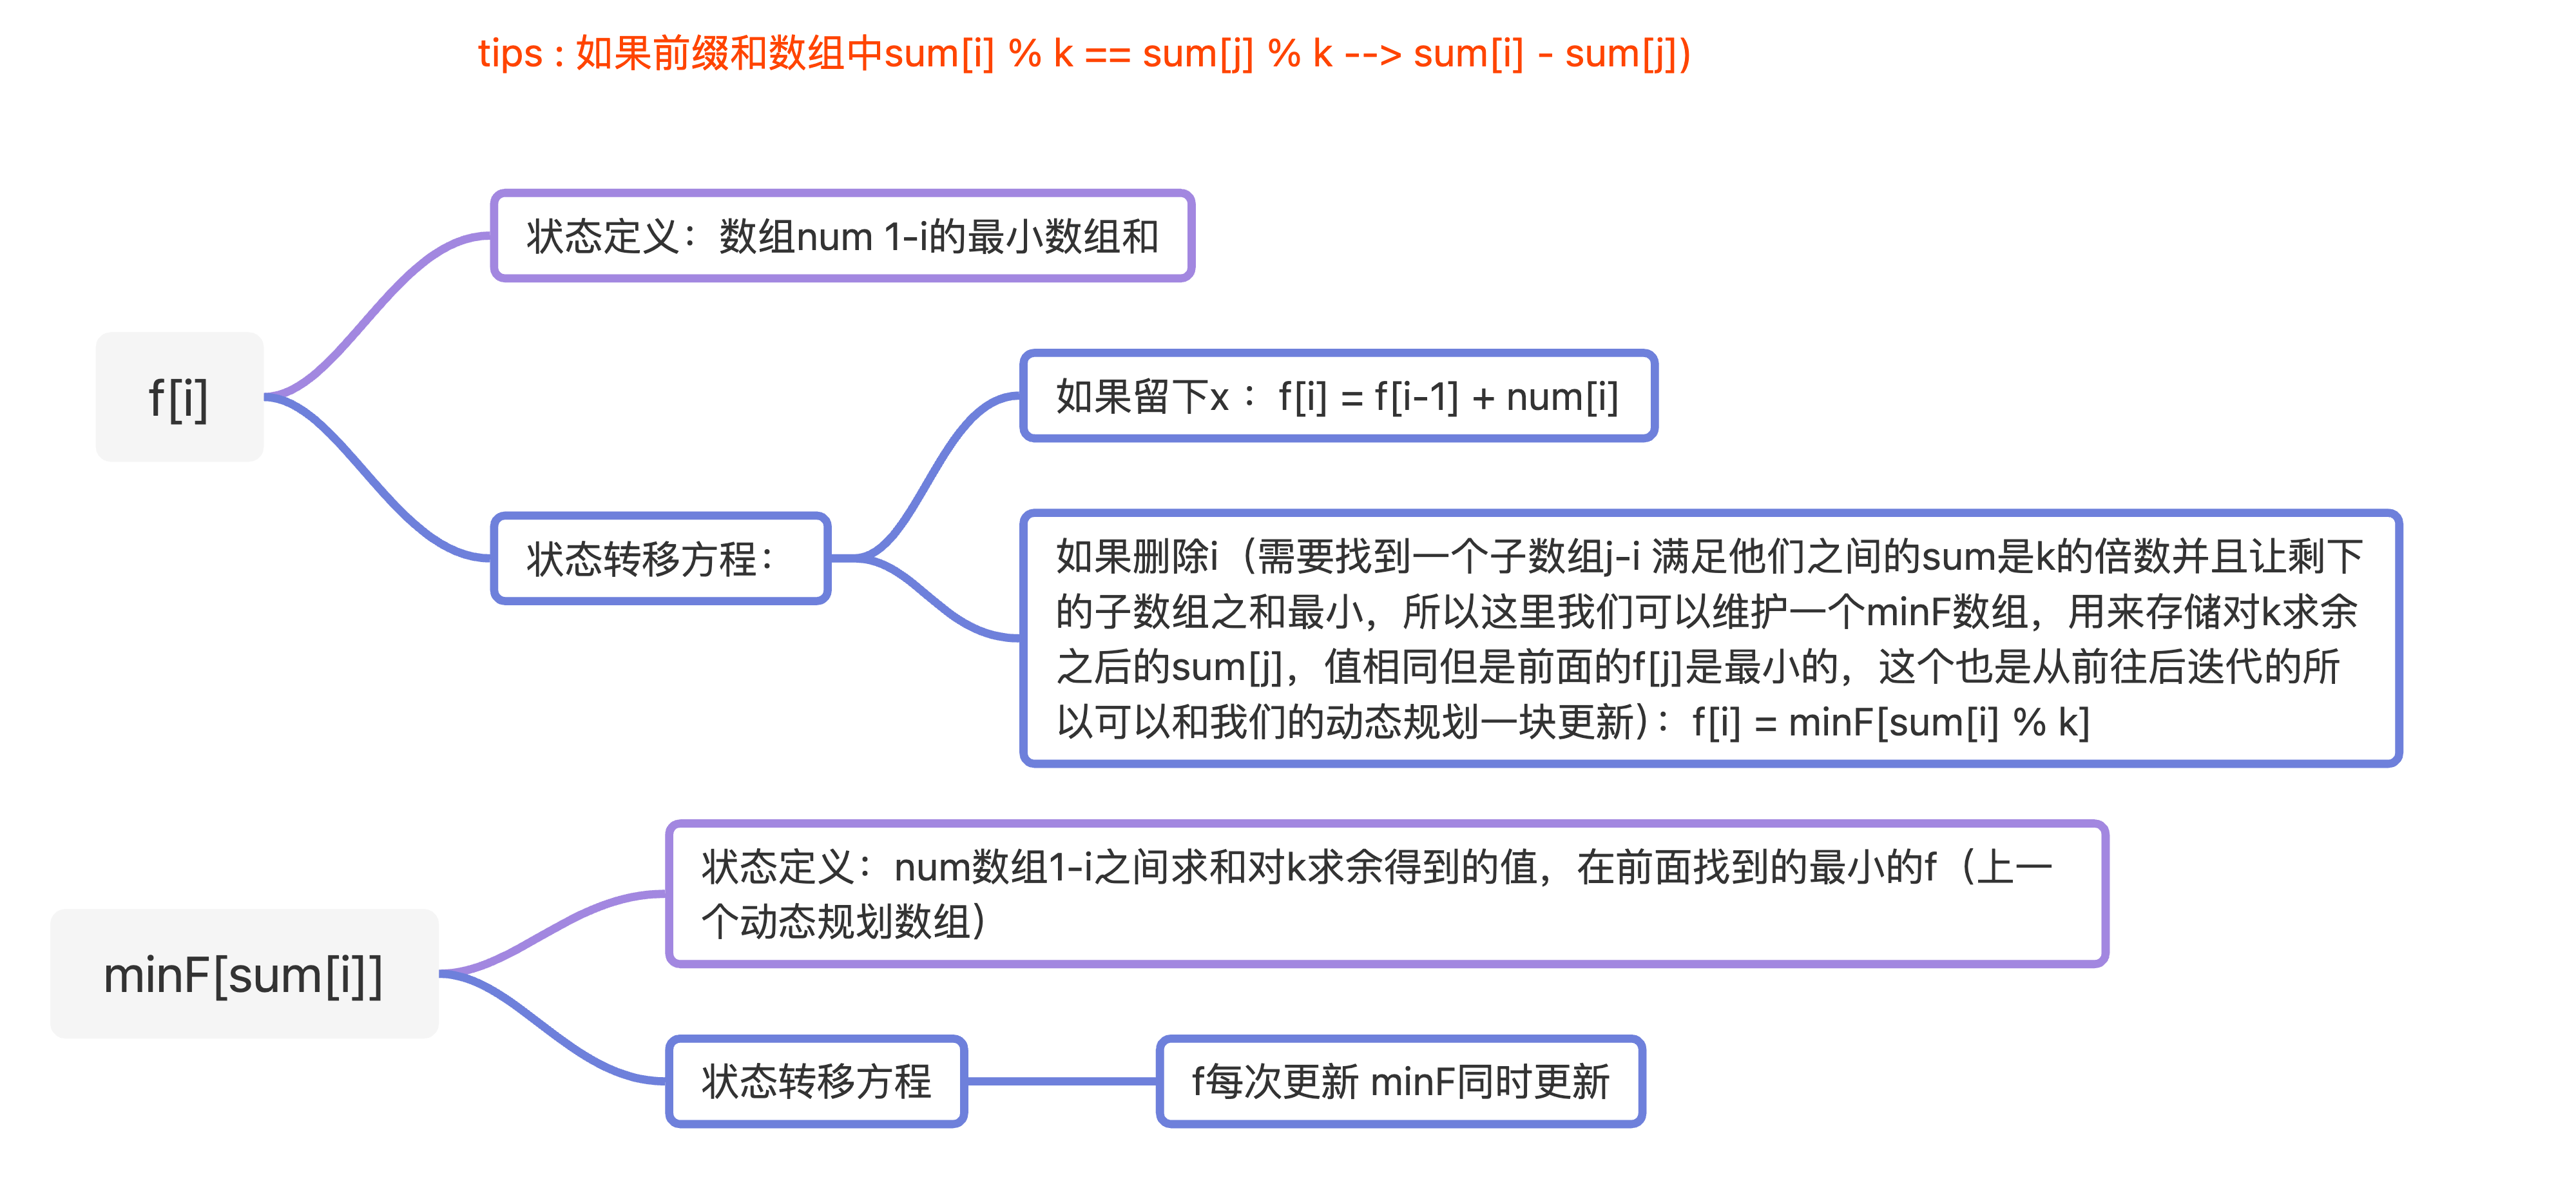 tips : 如果前缀和数组中sum[i] % k == sum[j] % k --> sum[i] - sum[j])
状态定义：数组num 1-i的最小数组和
f[i]
如果留下x ：f[i] = f[i-1] + num[i]
状态转移方程：
如果删除i（需要找到一个子数组j-i 满足他们之间的sum是k的倍数并且让剩下
的子数组之和最小，所以这里我们可以维护一个minF数组，用来存储对k求余
之后的sum[j]，值相同但是前面的f[j]是最小的，这个也是从前往后迭代的所
以可以和我们的动态规划一块更新）：f[i] = minF[sum[i] % k]
状态定义：num数组1-i之间求和对k求余得到的值，在前面找到的最小的f（上一
个动态规划数组）
minF[sum[i]]
状态转移方程
f每次更新 minF同时更新